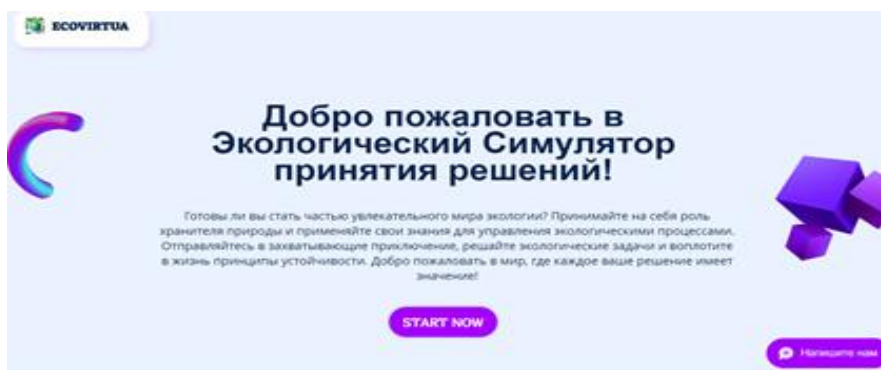 ECOVIRTUA
Добро пожаловать в
Экологический Симулятор
принятия решений!
Готовы ли вы стать частью увлекательного мира экологии? Принимайте на себя роль
хранителя природы и применяйте свои знания для управления экологическими процессами.
Отправляйтесь в захватывающие приключение, решайте экологические задачи и воплотите
в жизнь принципы устойчивости. Добро пожаловать в мир, где каждое ваше решение имеет
значение!
START NOW
Напишите нам